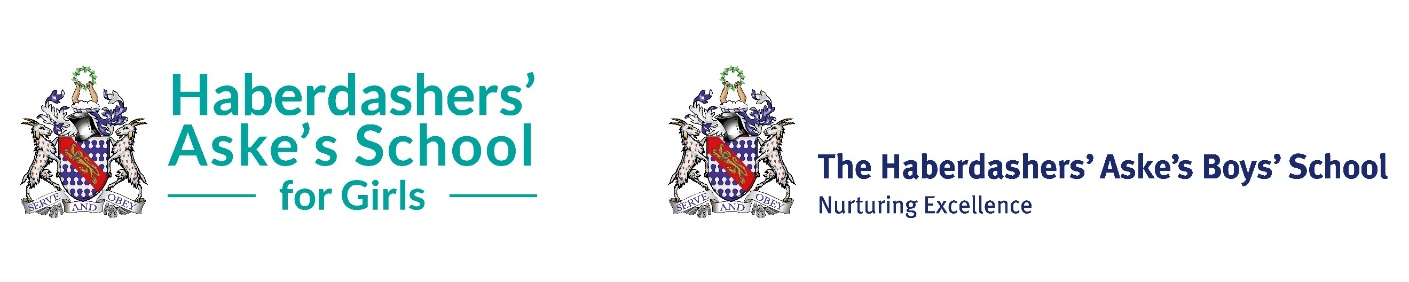 Haberdashers’
Aske’s School
for Girls
SERVE AND OBEY
The Haberdashers’ Aske’s Boys’ School
Nurturing Excellence
SERVE AND OBEY